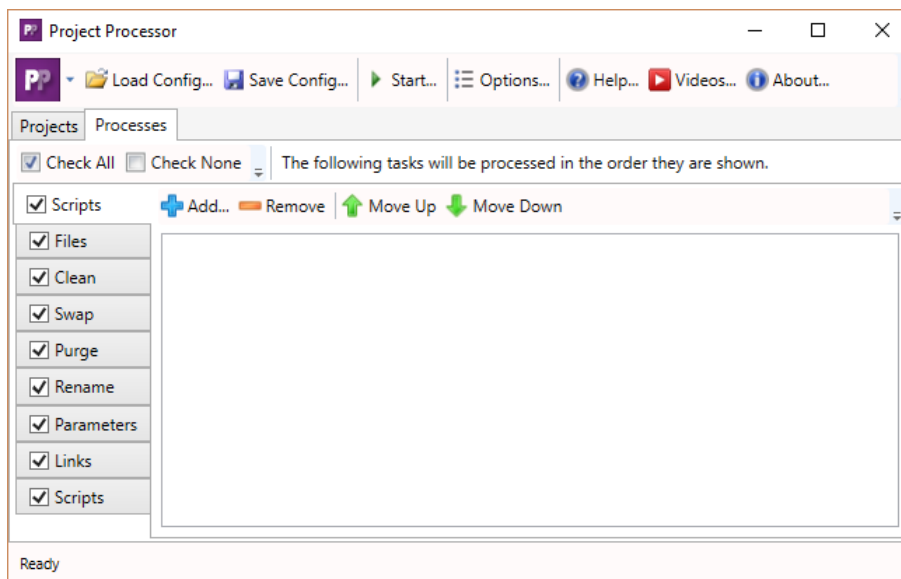 PP Project Processor
PP Load Config... Save Config... Start... Options... Help... Videos... About...
Projects Processes
Check All Check None The following tasks will be processed in the order they are shown.
Scripts Add... Remove Move Up Move Down
Files
Clean
Swap
Purge
Rename
Parameters
Links
Scripts
Ready